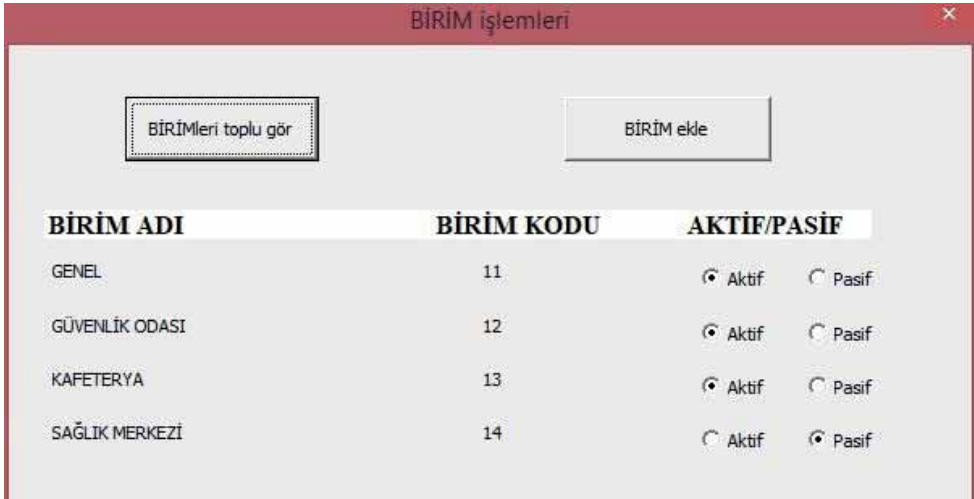 BİRİM işlemleri
BİRİMleri toplu gör BİRİM ekle
BİRİM ADI BİRİM KODU AKTİF/PASİF
GENEL 11 Aktif Pasif
GÜVENLİK ODASI 12 Aktif Pasif
KAFETERYA 13 Aktif Pasif
SAĞLIK MERKEZİ 14 Aktif Pasif